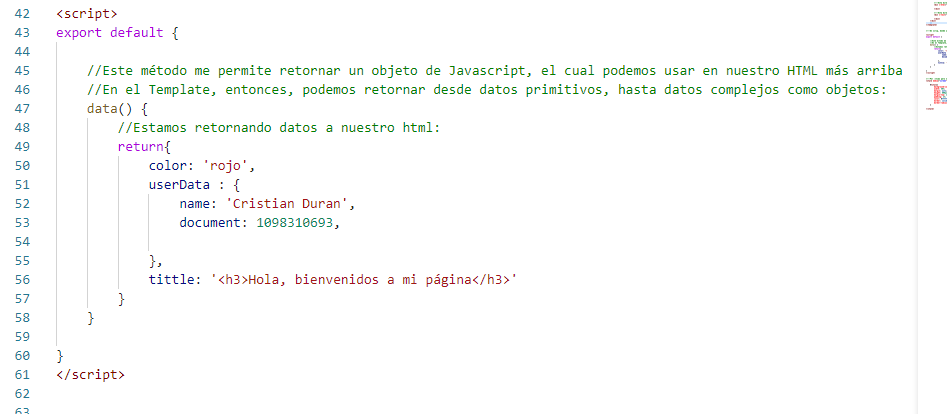 42 <script>
43 export default {
44
45 //Este método me permite retornar un objeto de Javascript, el cual podemos usar en nuestro HTML más arriba
46 //En el Template, entonces, podemos retornar desde datos primitivos, hasta datos complejos como objetos:
47 data() {
48 //Estamos retornando datos a nuestro html:
49 return{
50 color: 'rojo',
51 userData : {
52 name: 'Cristian Duran',
53 document: 1098310693,
54
55 },
56 tittle: '<h3>Hola, bienvenidos a mi página</h3>'
57 }
58 }
59
60 }
61 </script>
62
63